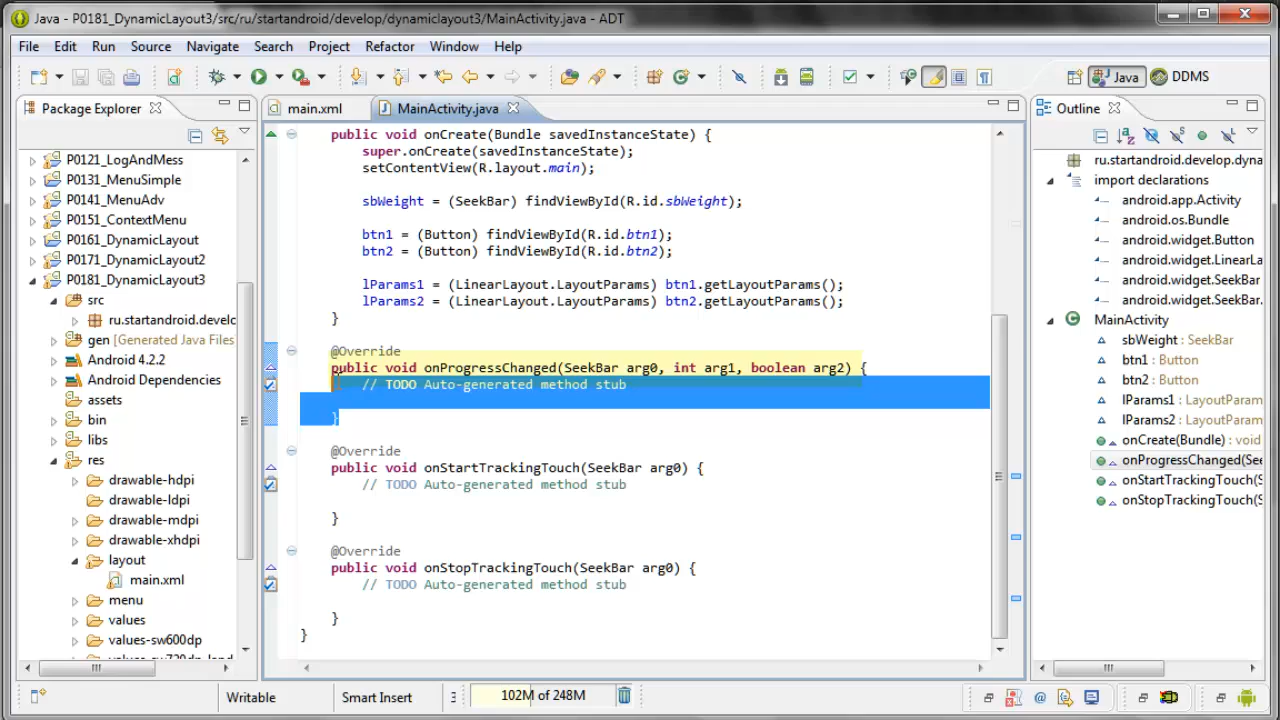 Java - P0181_DynamicLayout3/src/ru/startandroid/develop/dynamiclayout3/MainActivity.java - ADT
File Edit Run Source Navigate Search Project Refactor Window Help
Java DDMS
Package Explorer
P0121_LogAndMess
P0131_MenuSimple
P0141_MenuAdv
P0151_ContextMenu
P0161_DynamicLayout
P0171_DynamicLayout2
P0181_DynamicLayout3
src
ru.startandroid.develc
gen [Generated Java Files
Android 4.2.2
Android Dependencies
assets
bin
libs
res
drawable-hdpi
drawable-ldpi
drawable-mdpi
drawable-xhdpi
layout
main.xml
menu
values
values-sw600dp
main.xml MainActivity.java
public void onCreate(Bundle savedInstanceState) {
super.onCreate(savedInstanceState);
setContentView(R.layout.main);
sbWeight = (SeekBar) findViewById(R.id.sbWeight);
btn1 = (Button) findViewById(R.id.btn1);
btn2 = (Button) findViewById(R.id.btn2);
lParams1 = (LinearLayout.LayoutParams) btn1.getLayoutParams();
lParams2 = (LinearLayout.LayoutParams) btn2.getLayoutParams();
}
@Override
public void onProgressChanged(SeekBar arg0, int arg1, boolean arg2) {
// TODO Auto-generated method stub
}
@Override
public void onStartTrackingTouch(SeekBar arg0) {
// TODO Auto-generated method stub
}
@Override
public void onStopTrackingTouch(SeekBar arg0) {
// TODO Auto-generated method stub
}
}
Outline
ru.startandroid.develop.dyna
import declarations
android.app.Activity
android.os.Bundle
android.widget.Button
android.widget.LinearLa
android.widget.SeekBar
android.widget.SeekBar.
MainActivity
sbWeight : SeekBar
btn1 : Button
btn2 : Button
lParams1 : LayoutParam
lParams2 : LayoutParam
onCreate(Bundle) : void
onProgressChanged(See
onStartTrackingTouch(S
onStopTrackingTouch(S
Writable Smart Insert 102M of 248M